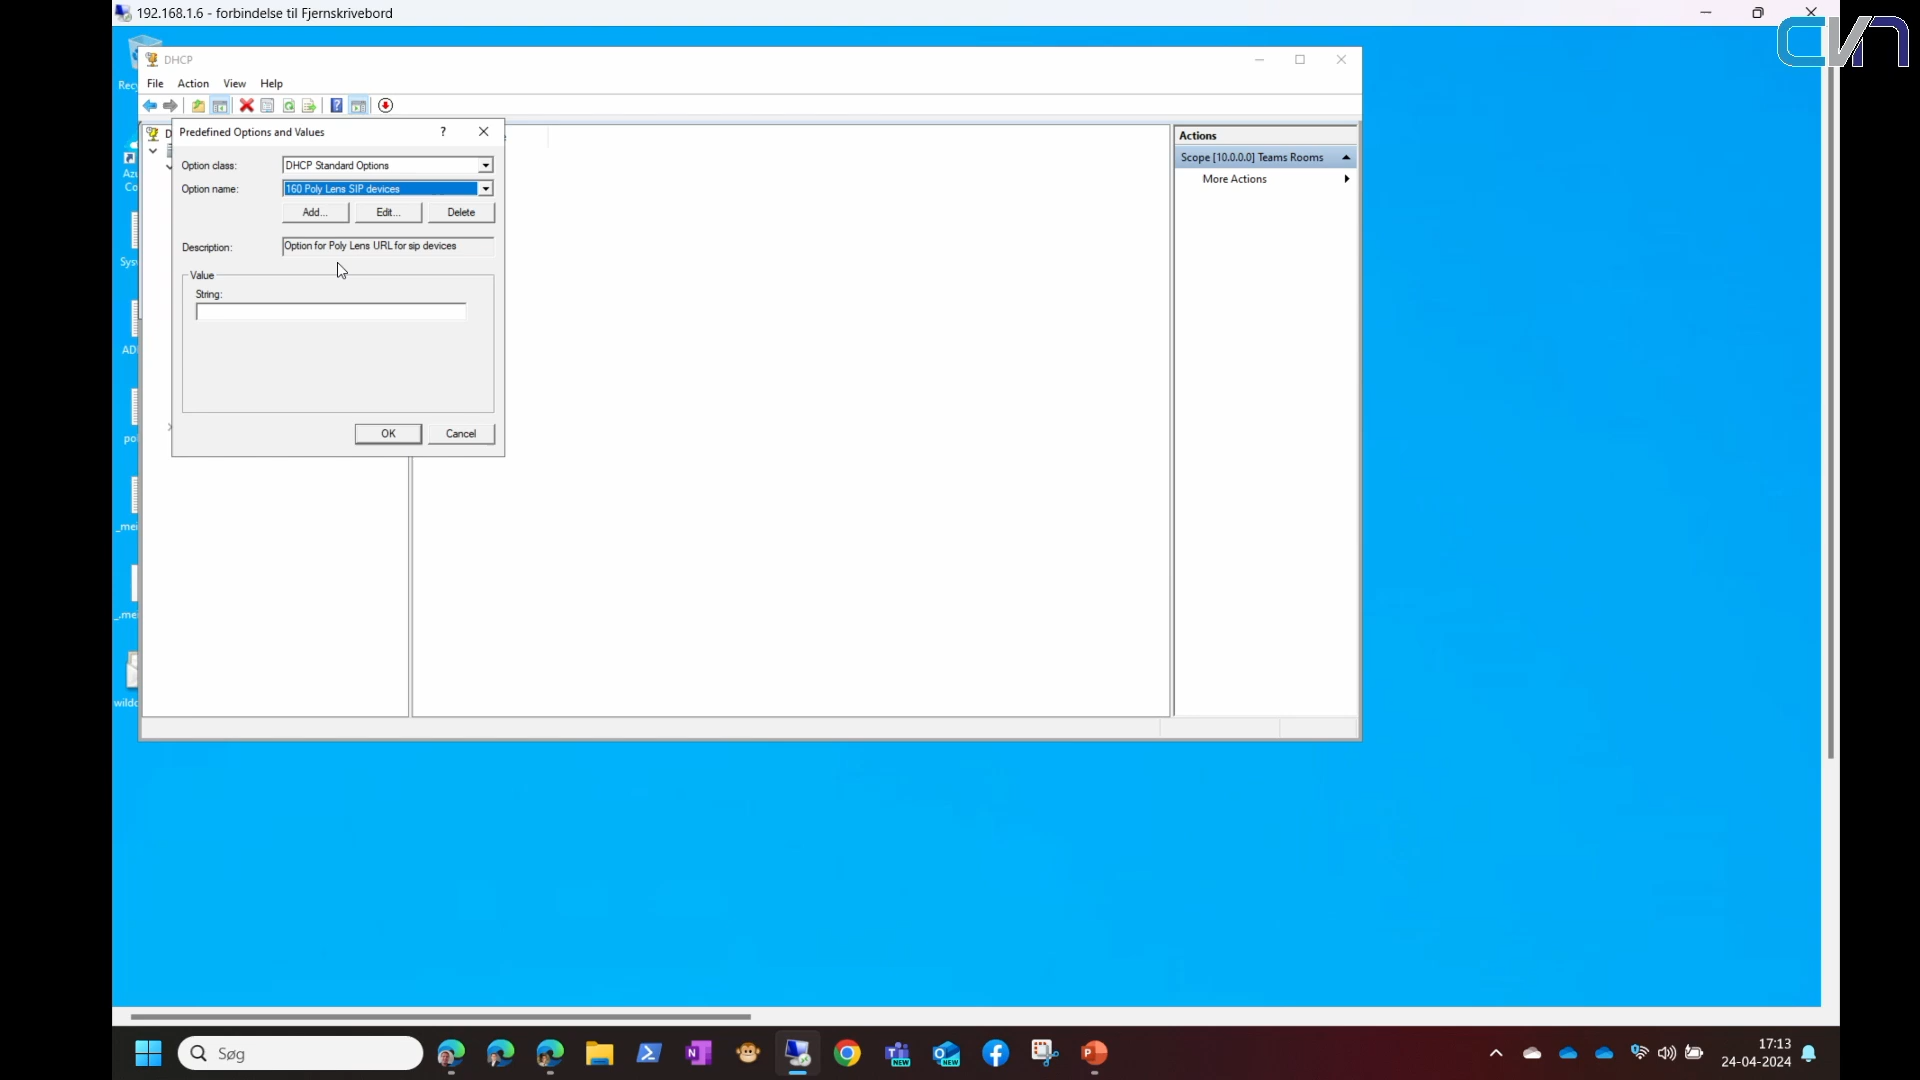 192.168.1.6 - forbindelse til Fjernskrivebord
CVN
DHCP
File Action View Help
Predefined Options and Values
Option class: DHCP Standard Options
Option name: 160 Poly Lens SIP devices
Add... Edit... Delete
Description: Option for Poly Lens URL for sip devices
Value
String:
OK Cancel
Actions
Scope [10.0.0.0] Teams Rooms
More Actions
Søg
NEW
NEW
17:13
24-04-2024